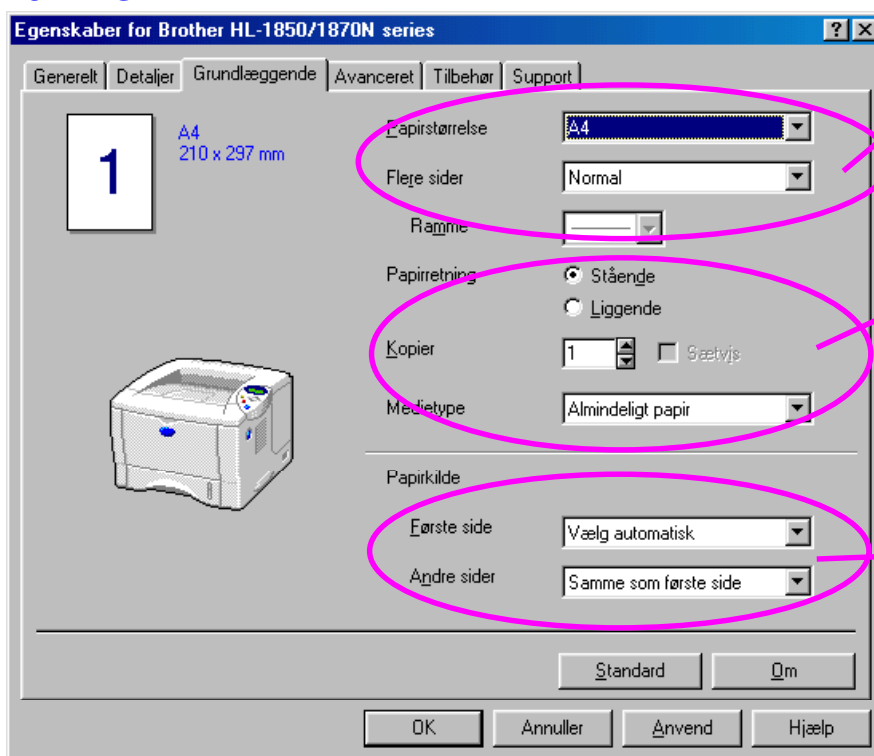 Egenskaber for Brother HL-1850/1870N series
Generelt Detaljer Grundlæggende Avanceret Tilbehør Support
1
A4
210 x 297 mm
Papirstørrelse A4
Flere sider Normal
Ramme
Papirretning Stående
Liggende
Kopier 1 Sætvis
Medietype Almindeligt papir
Papirkilde
Første side Vælg automatisk
Andre sider Samme som første side
Standard Om
OK Annuller Anvend Hjælp